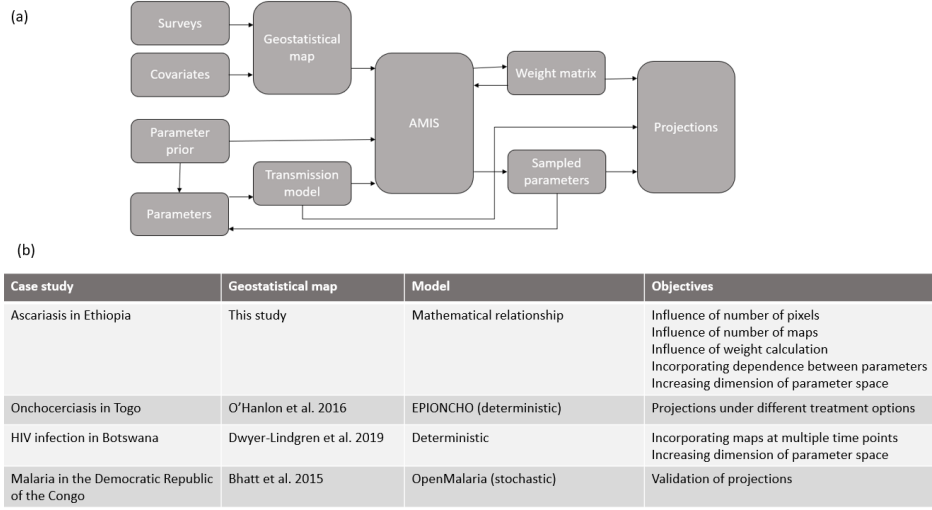 (a)
Surveys
Covariates
Geostatistical
map
Parameter
prior
Parameters
Transmission
model
AMIS
Weight matrix
Sampled
parameters
Projections
(b)
Case study Geostatistical map Model Objectives
Ascariasis in Ethiopia This study Mathematical relationship Influence of number of pixels
Influence of number of maps
Influence of weight calculation
Incorporating dependence between parameters
Increasing dimension of parameter space
Onchocerciasis in Togo O'Hanlon et al. 2016 EPIONCHO (deterministic) Projections under different treatment options
HIV infection in Botswana Dwyer-Lindgren et al. 2019 Deterministic Incorporating maps at multiple time points
Increasing dimension of parameter space
Malaria in the Democratic Republic Bhatt et al. 2015 OpenMalaria (stochastic) Validation of projections
of the Congo